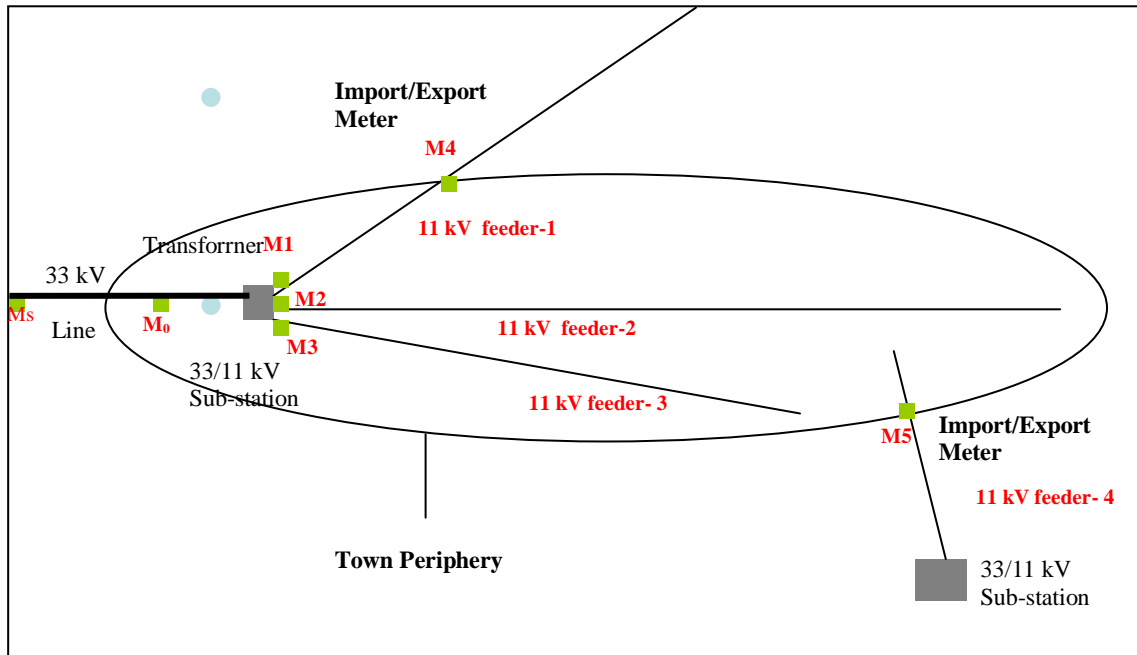 Import/Export
Meter
M4
11 kV feeder-1
Transforrner M1
33 kV
M2
Ms
M₀
Line
11 kV feeder-2
M3
33/11 kV
Sub-station
11 kV feeder- 3
M5
Import/Export
Meter
11 kV feeder- 4
Town Periphery
33/11 kV
Sub-station